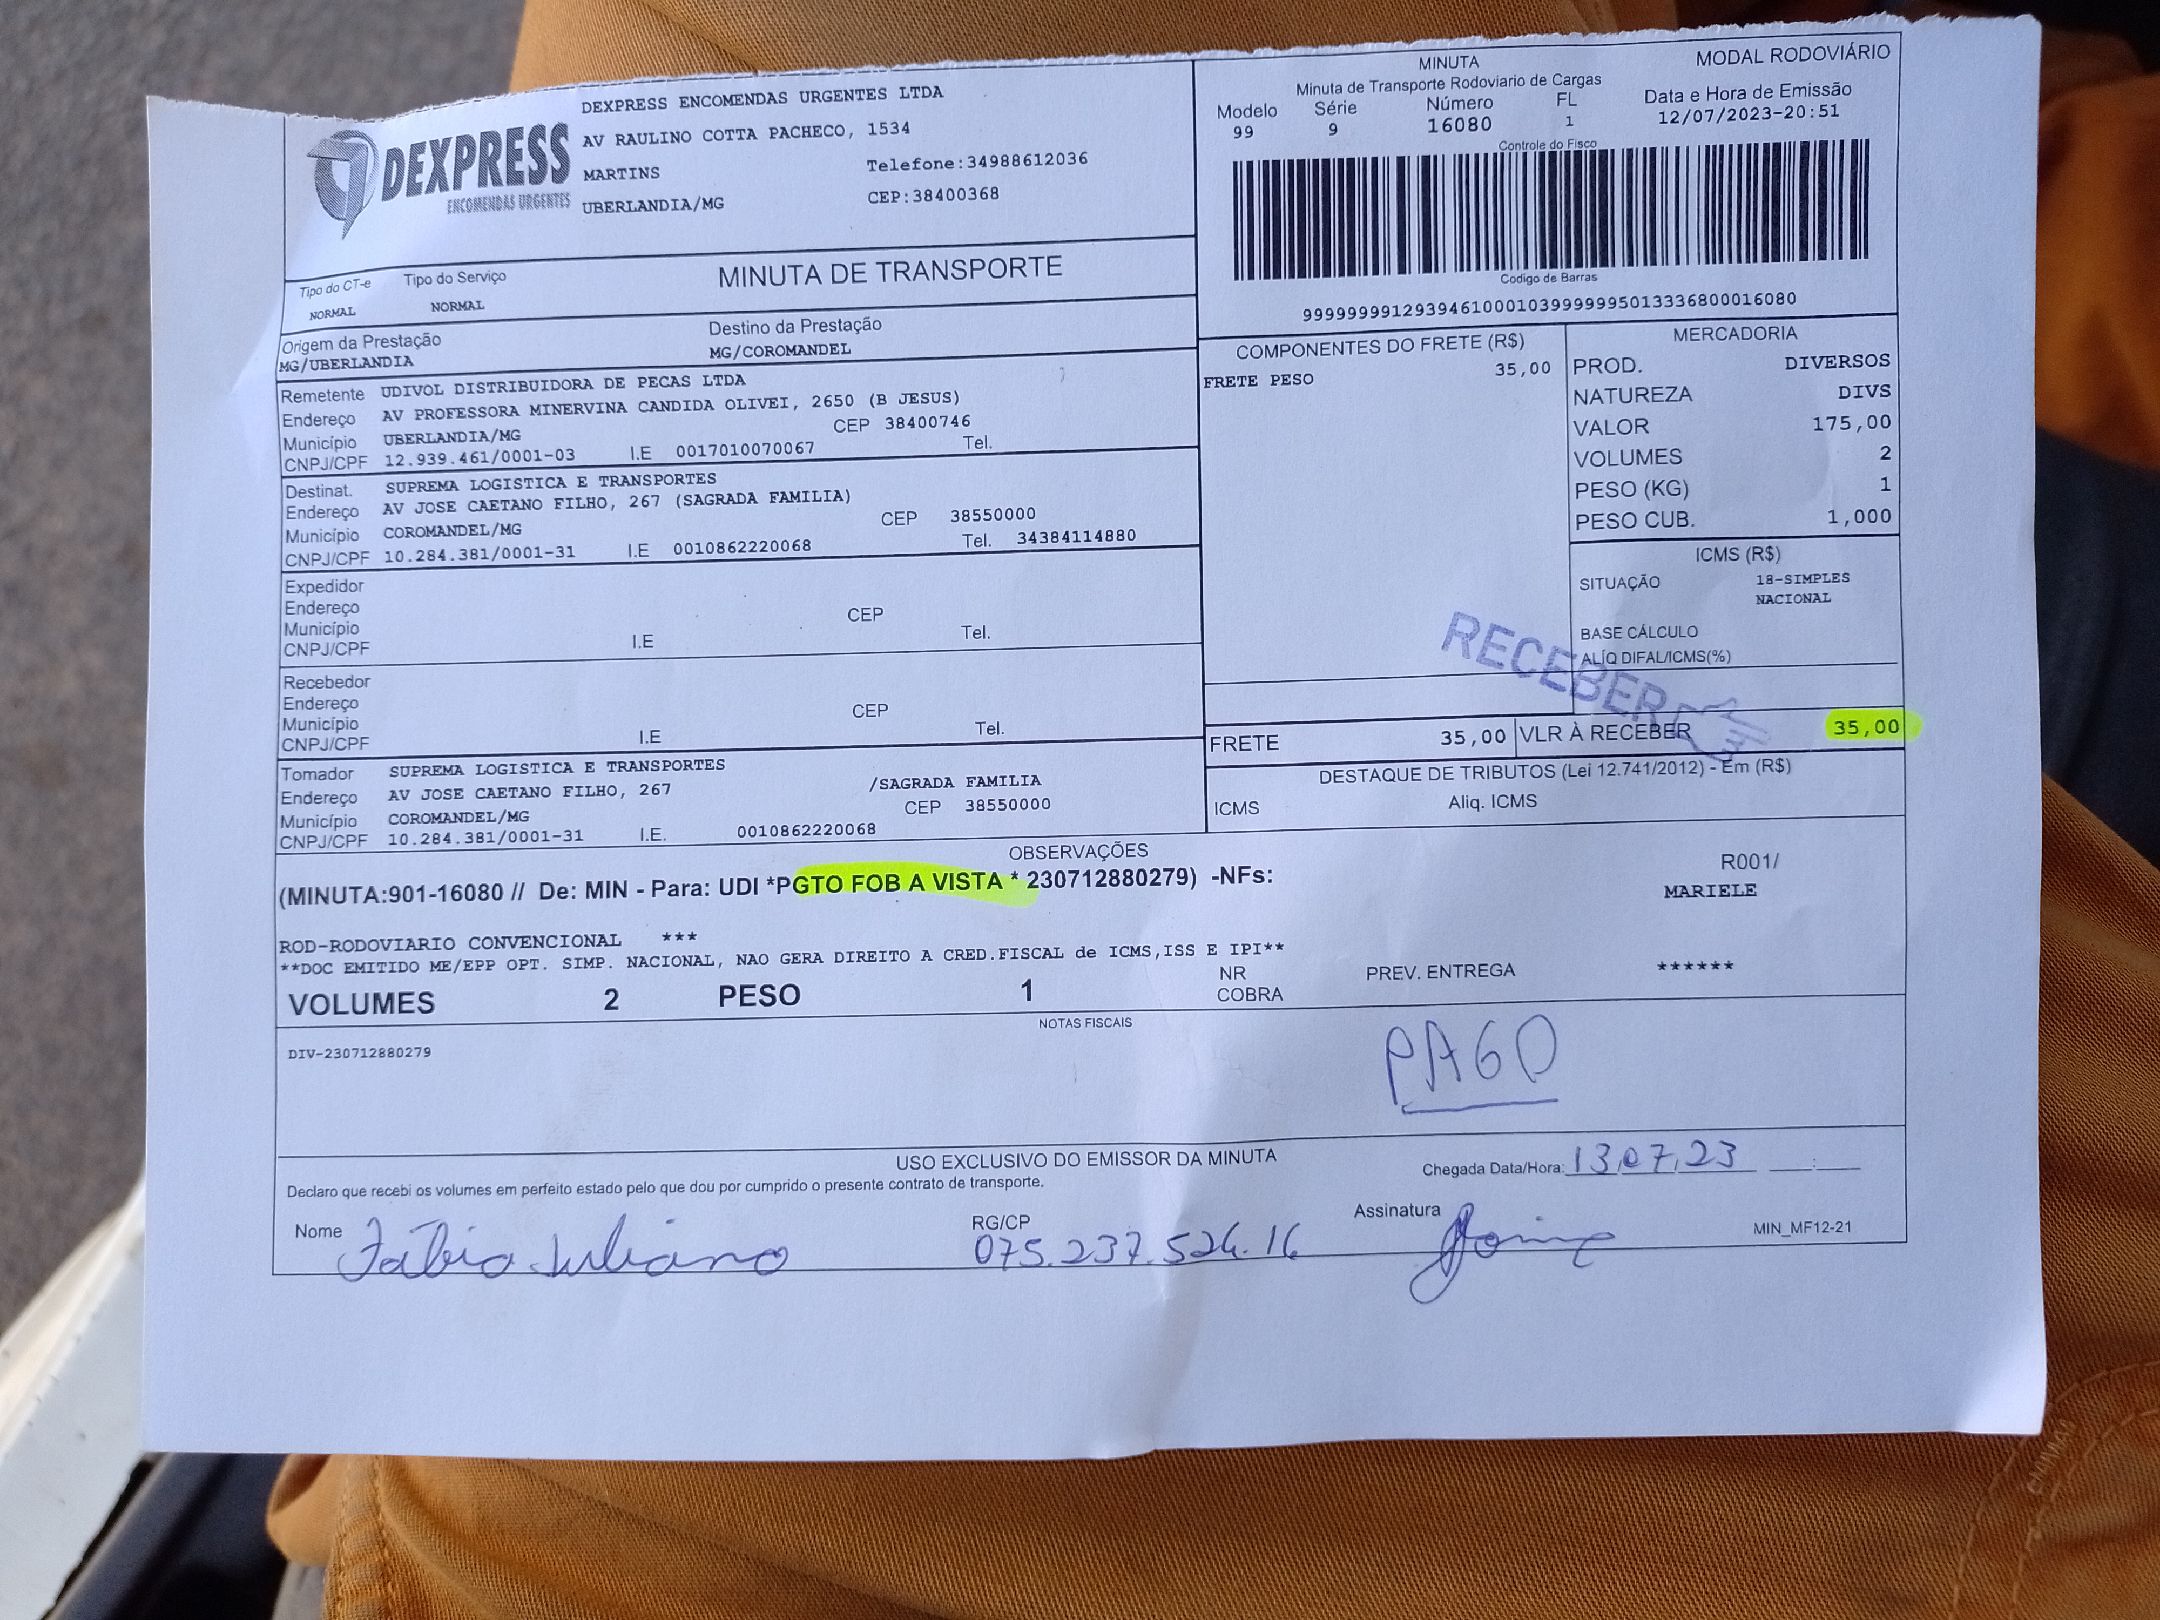 DEXPRESS
ENCOMENDAS URGENTES
DEXPRESS ENCOMENDAS URGENTES LTDA
AV RAULINO COTTA PACHECO, 1534
MARTINS Telefone:34988612036
UBERLANDIA/MG CEP:38400368
MINUTA MODAL RODOVIÁRIO
Minuta de Transporte Rodoviario de Cargas
Modelo Série Número FL Data e Hora de Emissão
99 9 16080 1 12/07/2023-20:51
Controle do Fisco
Codigo de Barras
999999991293946100010399999995013336800016080
Tipo do CT-e Tipo do Serviço MINUTA DE TRANSPORTE
NORMAL NORMAL
Origem da Prestação Destino da Prestação
MG/UBERLANDIA MG/COROMANDEL
Remetente UDIVOL DISTRIBUIDORA DE PECAS LTDA
Endereço AV PROFESSORA MINERVINA CANDIDA OLIVEI, 2650 (B JESUS)
Município UBERLANDIA/MG CEP 38400746
CNPJ/CPF 12.939.461/0001-03 I.E 0017010070067 Tel.
Destinat. SUPREMA LOGISTICA E TRANSPORTES
Endereço AV JOSE CAETANO FILHO, 267 (SAGRADA FAMILIA)
Município COROMANDEL/MG CEP 38550000
CNPJ/CPF 10.284.381/0001-31 I.E 0010862220068 Tel. 34384114880
Expedidor
Endereço CEP
Município
CNPJ/CPF I.E Tel.
Recebedor
Endereço CEP
Município
CNPJ/CPF I.E Tel.
Tomador SUPREMA LOGISTICA E TRANSPORTES
Endereço AV JOSE CAETANO FILHO, 267 /SAGRADA FAMILIA
Município COROMANDEL/MG CEP 38550000
CNPJ/CPF 10.284.381/0001-31 I.E. 0010862220068
COMPONENTES DO FRETE (R$)
FRETE PESO 35,00
MERCADORIA
PROD. DIVERSOS
NATUREZA DIVS
VALOR 175,00
VOLUMES 2
PESO (KG) 1
PESO CUB. 1,000
ICMS (R$)
SITUAÇÃO 18-SIMPLES
NACIONAL
BASE CÁLCULO
ALÍQ DIFAL/ICMS(%)
RECEBER
FRETE 35,00 VLR À RECEBER 35,00
DESTAQUE DE TRIBUTOS (Lei 12.741/2012) - Em (R$)
ICMS Aliq. ICMS
OBSERVAÇÕES
(MINUTA:901-16080 // De: MIN - Para: UDI *PGTO FOB A VISTA * 230712880279) -NFs:
R001/
MARIELE
ROD-RODOVIARIO CONVENCIONAL ***
**DOC EMITIDO ME/EPP OPT. SIMP. NACIONAL, NAO GERA DIREITO A CRED.FISCAL de ICMS,ISS E IPI**
VOLUMES 2 PESO 1 NR
COBRA
PREV. ENTREGA ******
NOTAS FISCAIS
DIV-230712880279
PAGO
USO EXCLUSIVO DO EMISSOR DA MINUTA
Chegada Data/Hora: 13.07.23 __:__
Declaro que recebi os volumes em perfeito estado pelo que dou por cumprido o presente contrato de transporte.
Nome Fábio Juliano RG/CP 075.237.524.16 Assinatura
MIN_MF12-21